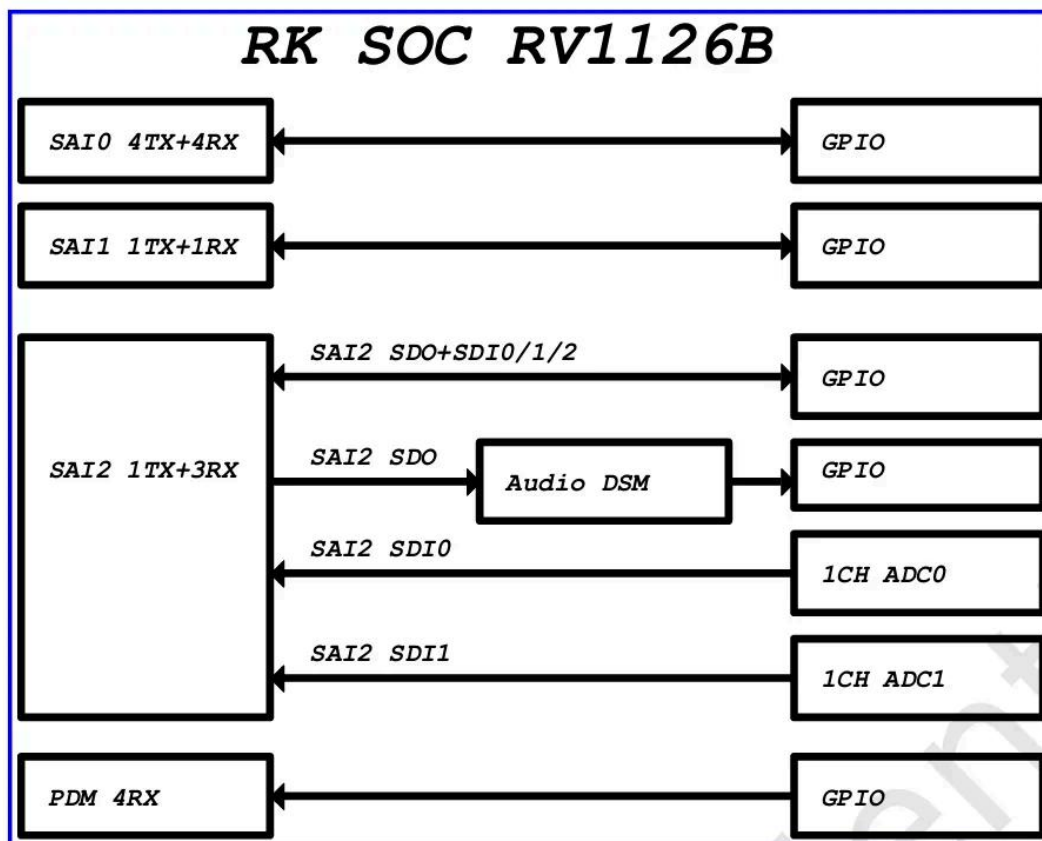 RK SOC RV1126B
SAI0 4TX+4RX
GPIO
SAI1 1TX+1RX
GPIO
SAI2 SDO+SDI0/1/2
GPIO
SAI2 1TX+3RX
SAI2 SDO
Audio DSM
GPIO
SAI2 SDI0
1CH ADC0
SAI2 SDI1
1CH ADC1
PDM 4RX
GPIO